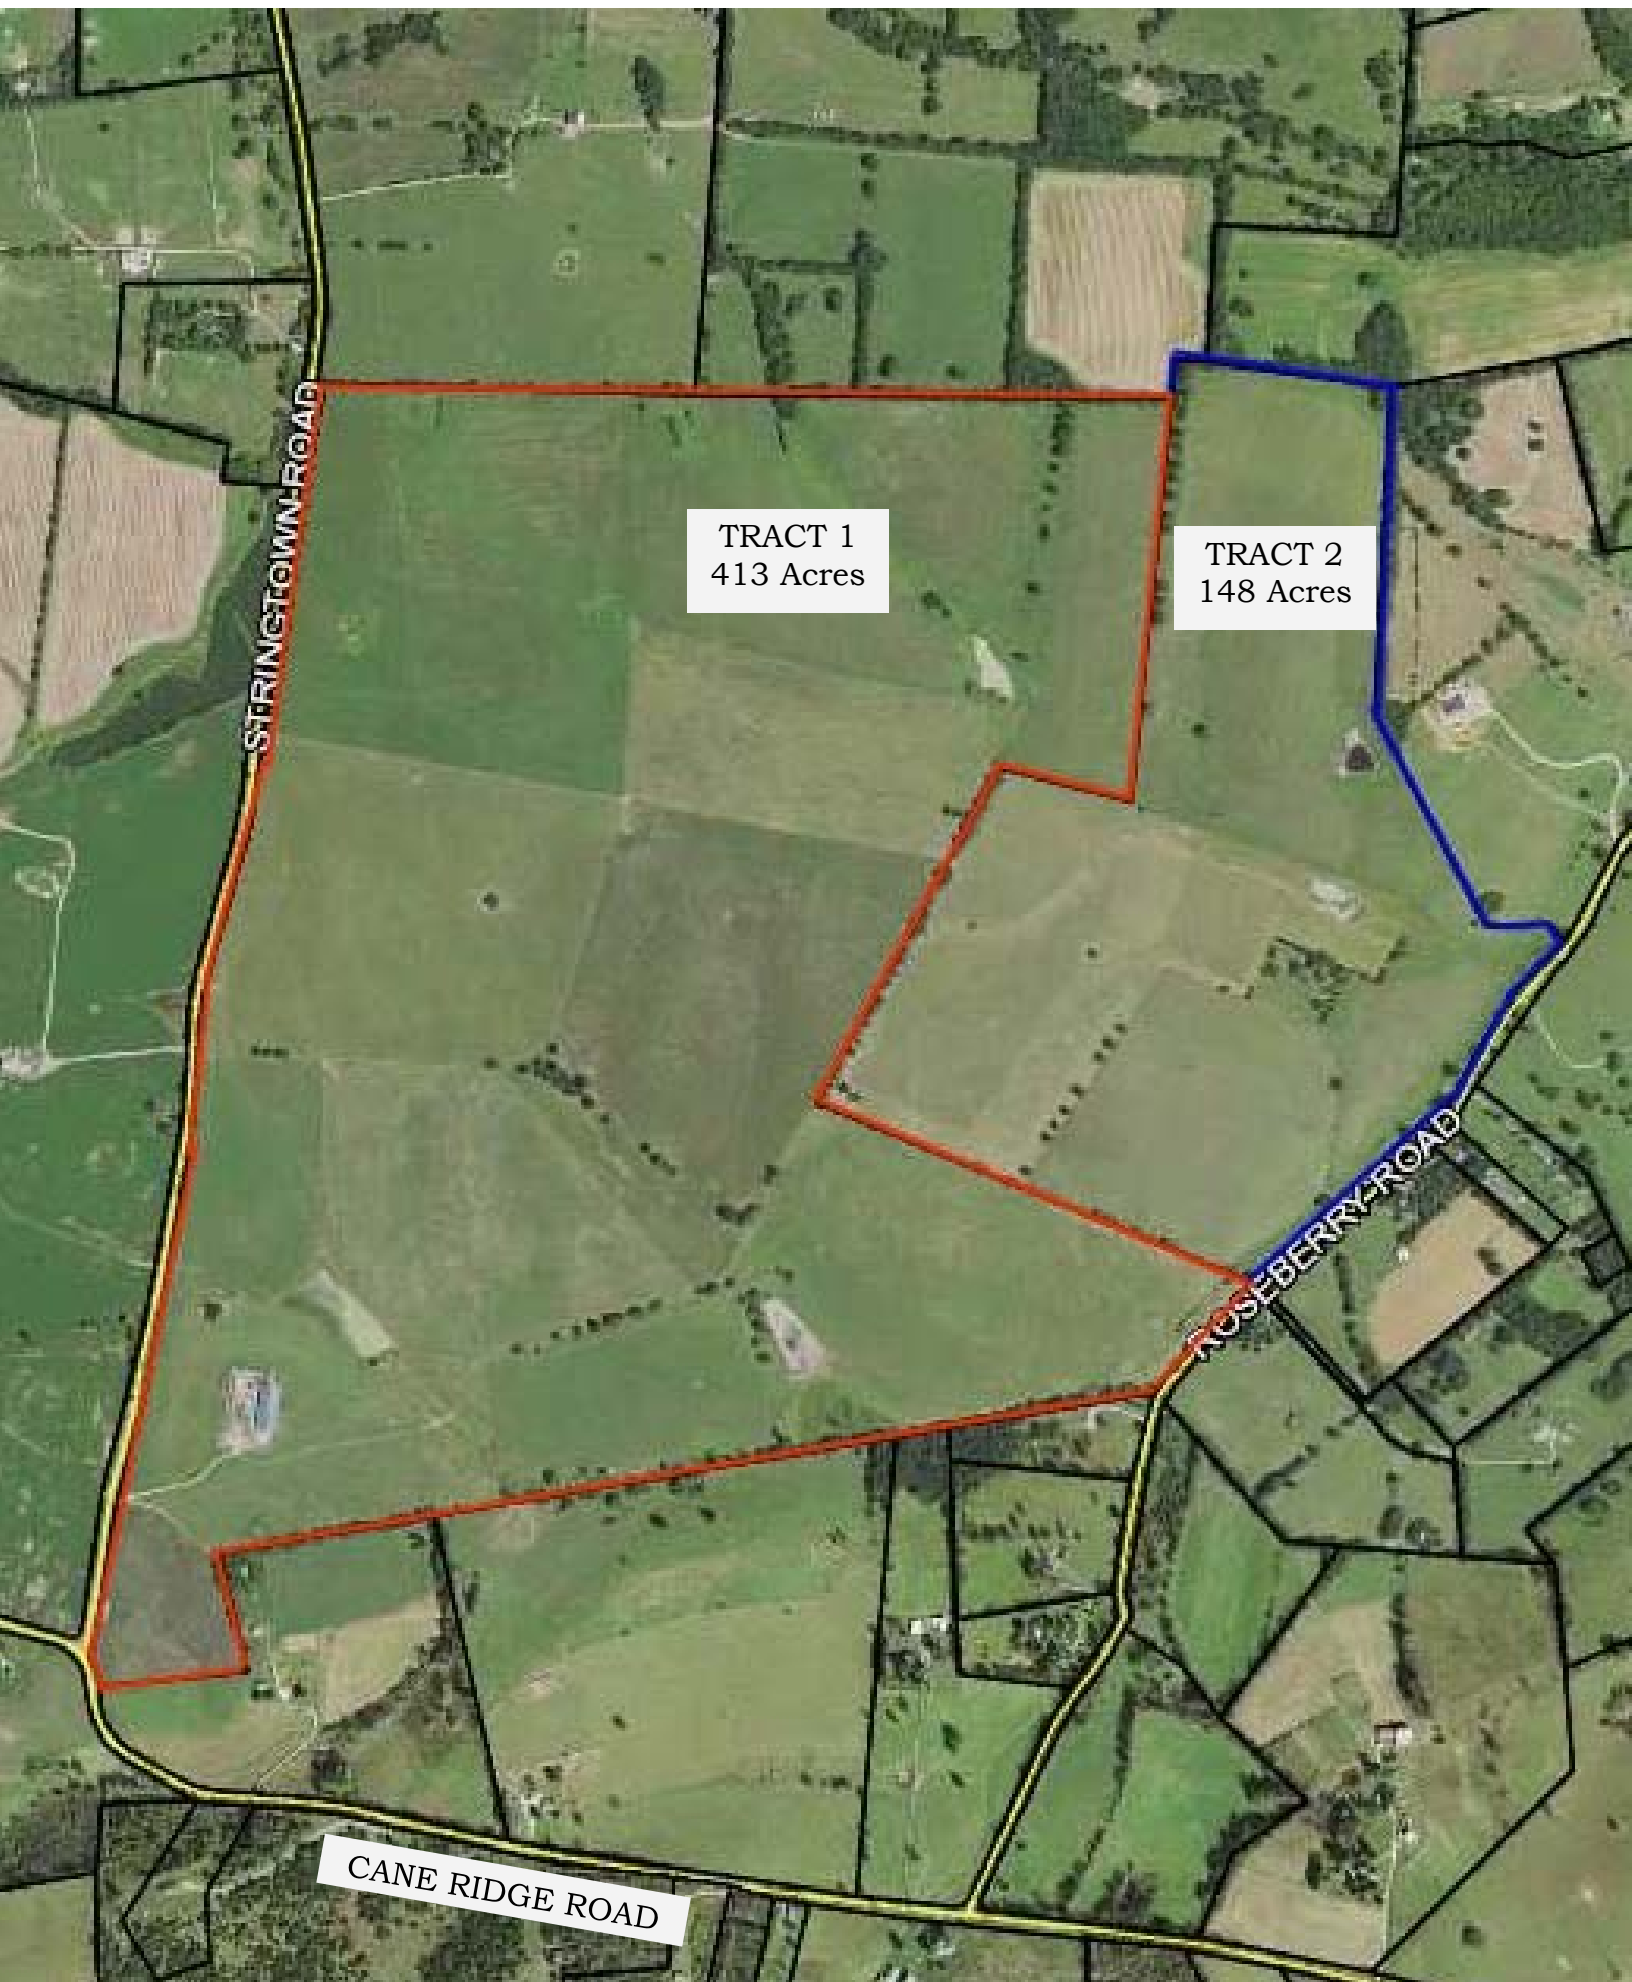 STRINGTOWN ROAD
TRACT 1
413 Acres
TRACT 2
148 Acres
ROSEBERRY ROAD
CANE RIDGE ROAD